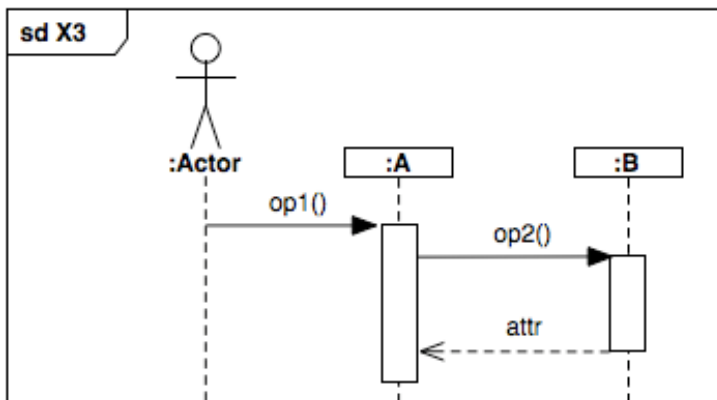 sd X3
:Actor
:A
:B
op1()
op2()
attr